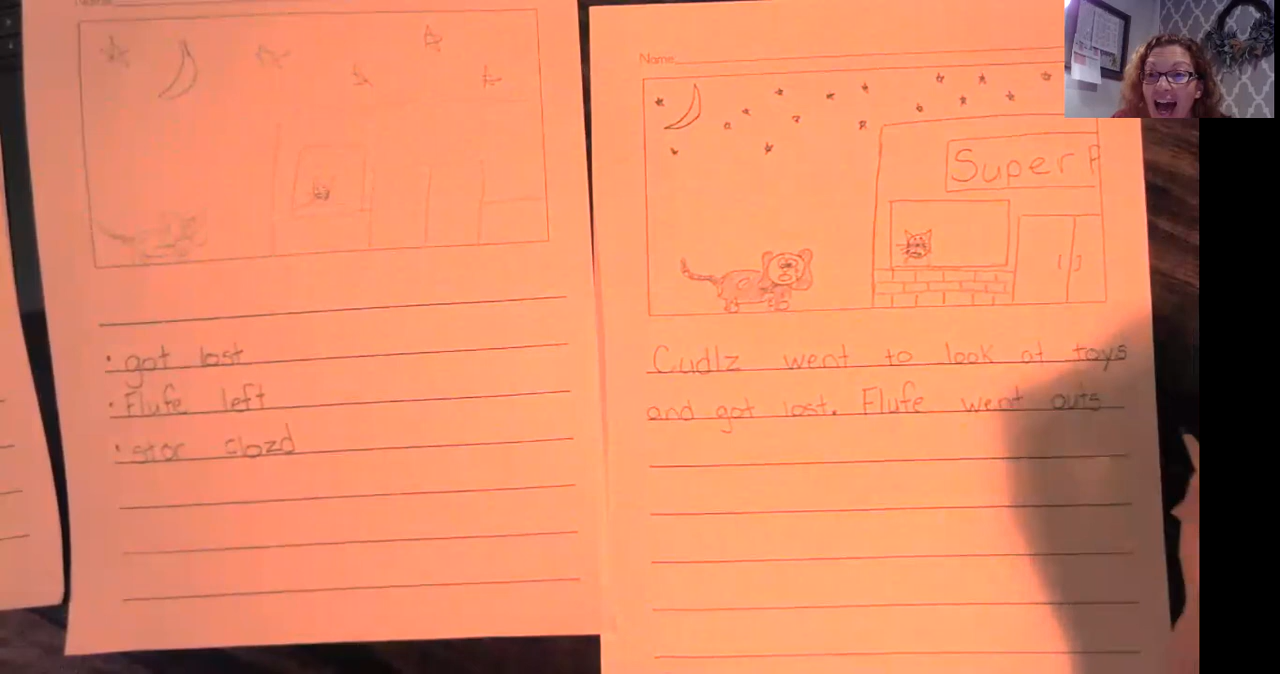 Name
• got lost
• Flufe left
• stor clozd
Name
Super P
Cudlz went to look at toys
and got lost. Flufe went outs